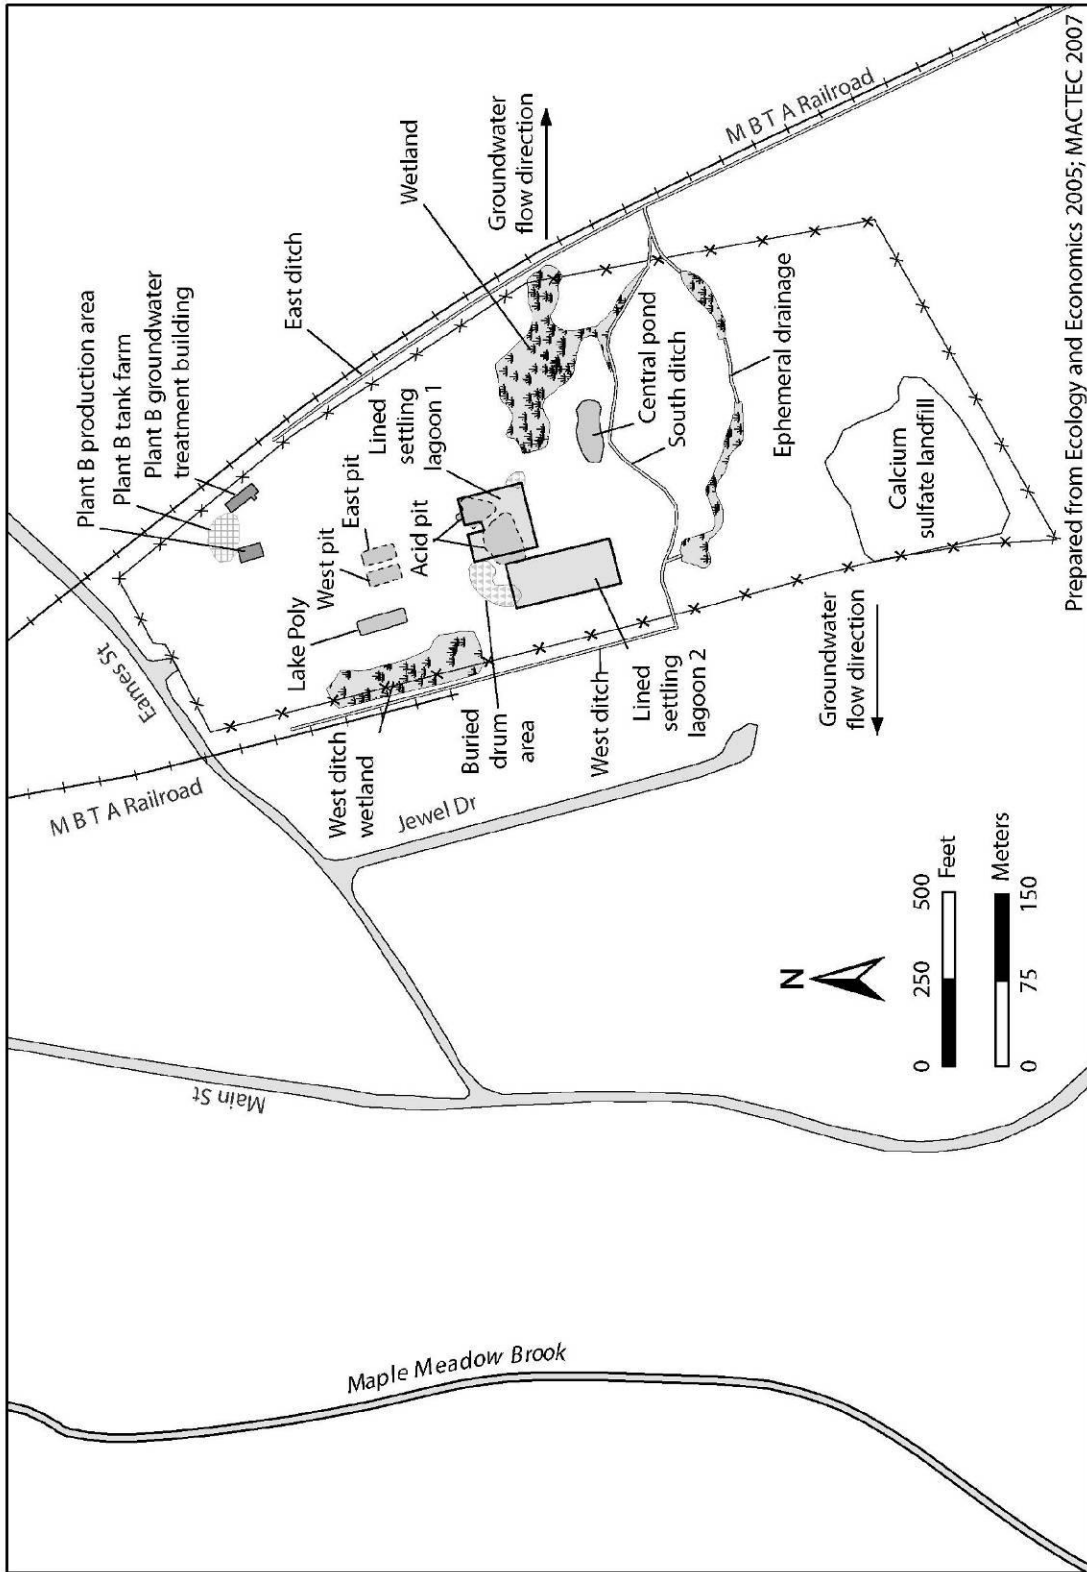 Eames St
M B T A Railroad
Plant B production area
Plant B tank farm
Plant B groundwater
treatment building
East ditch
Wetland
Groundwater
flow direction
M B T A Railroad
Lake Poly
West pit
East pit
Acid pit
Lined
settling
lagoon 1
West ditch
wetland
Buried
drum
area
West ditch
Lined
settling
lagoon 2
Central pond
South ditch
Ephemeral drainage
Calcium
sulfate landfill
Groundwater
flow direction
Jewel Dr
Main St
Maple Meadow Brook
N
0 250 500
Feet
Meters
0 75 150
Prepared from Ecology and Economics 2005; MACTEC 2007